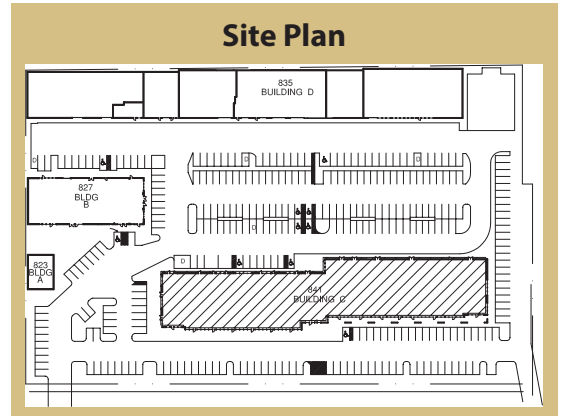 Site Plan
835
BUILDING D
D
D
D
827
BLDG
B
D
823
BLDG
A
D
841
BUILDING C